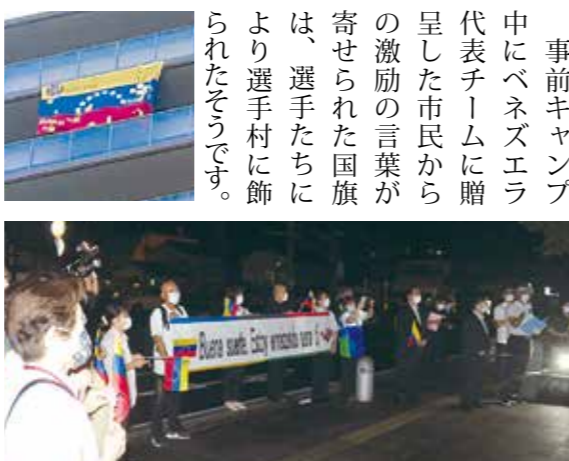 事前キャンプ
中にベネズエラ
代表チームに贈
呈した市民から
の激励の言葉が
寄せられた国旗
は、選手たちに
より選手村に飾
られたそうです。
Buena Estoy para